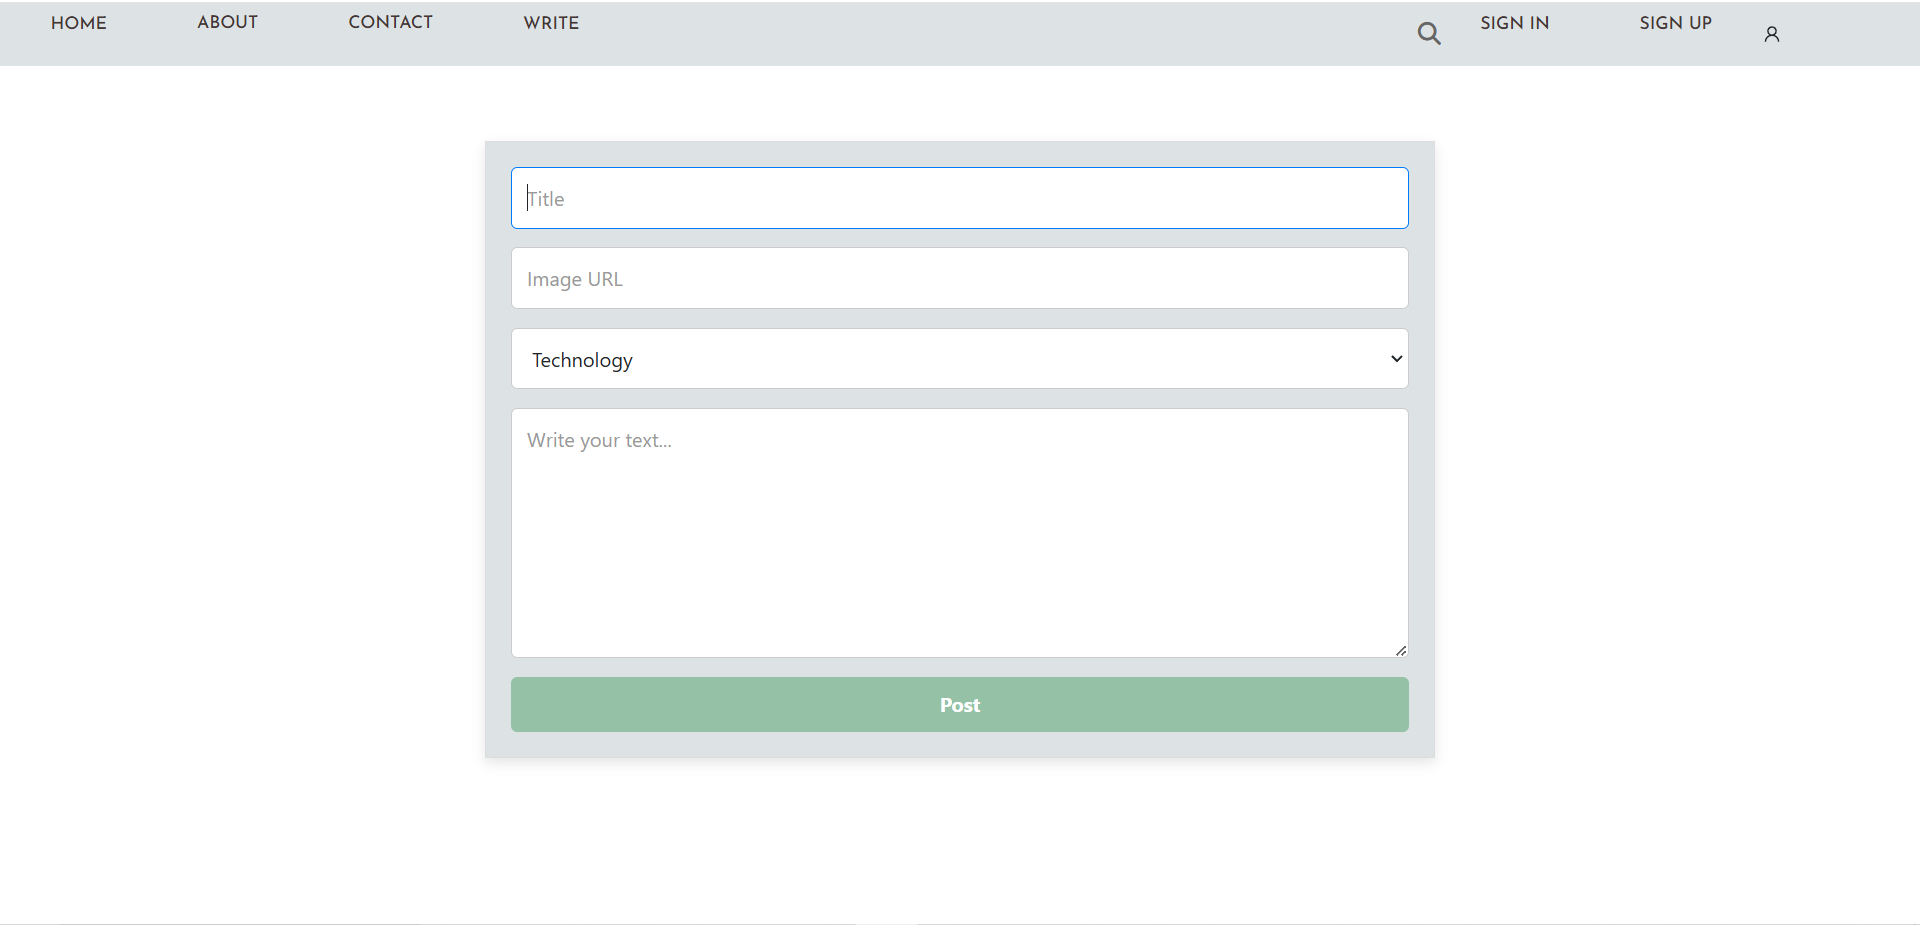 HOME ABOUT CONTACT WRITE SIGN IN SIGN UP
Title
Image URL
Technology
Write your text...
Post